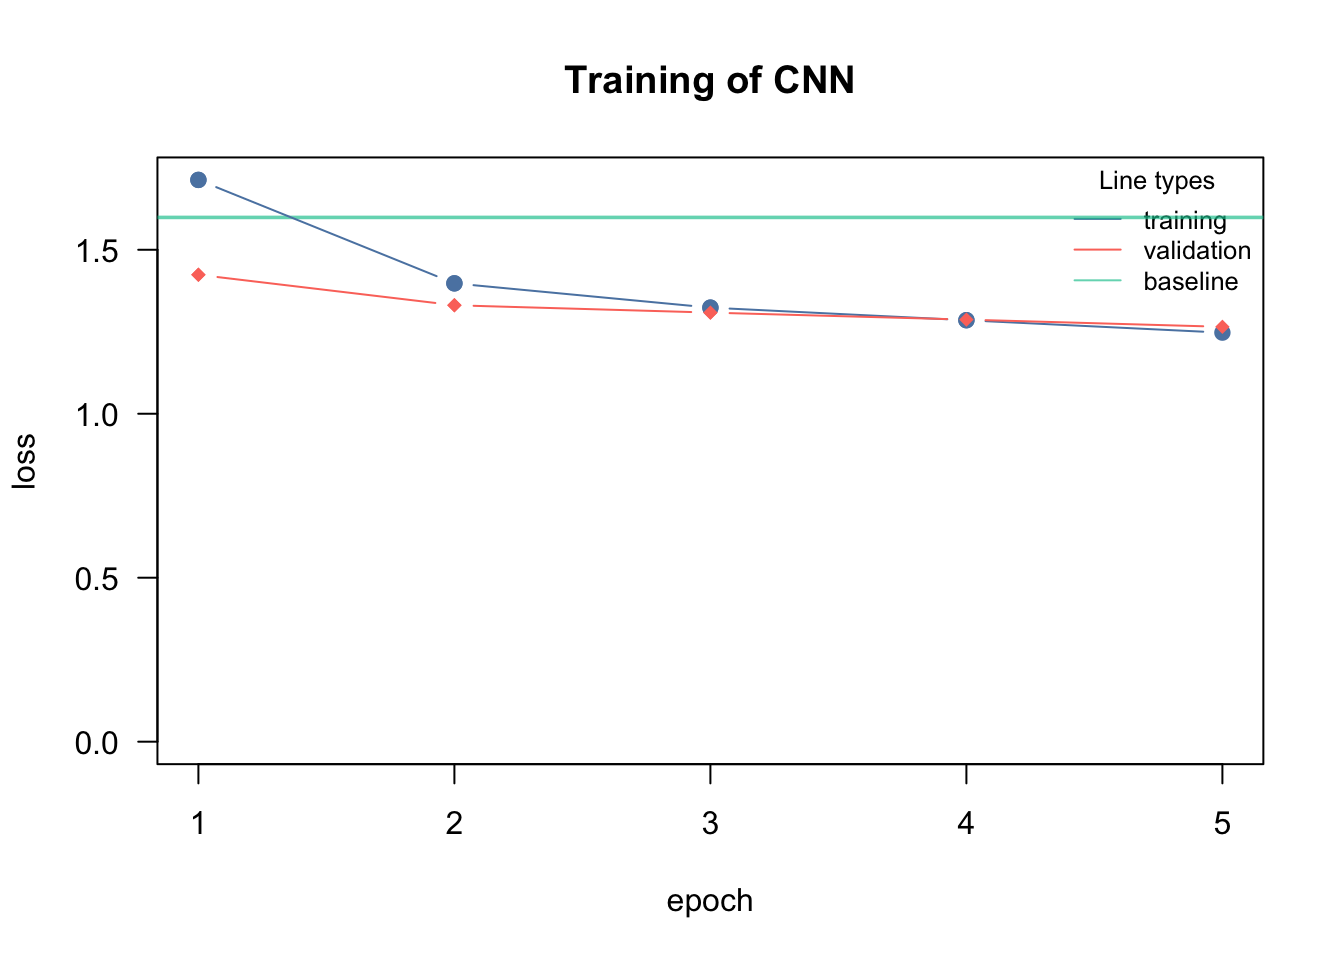 Training of CNN
Line types
training
validation
baseline
1.5
1.0
0.5
0.0
loss
1 2 3 4 5
epoch